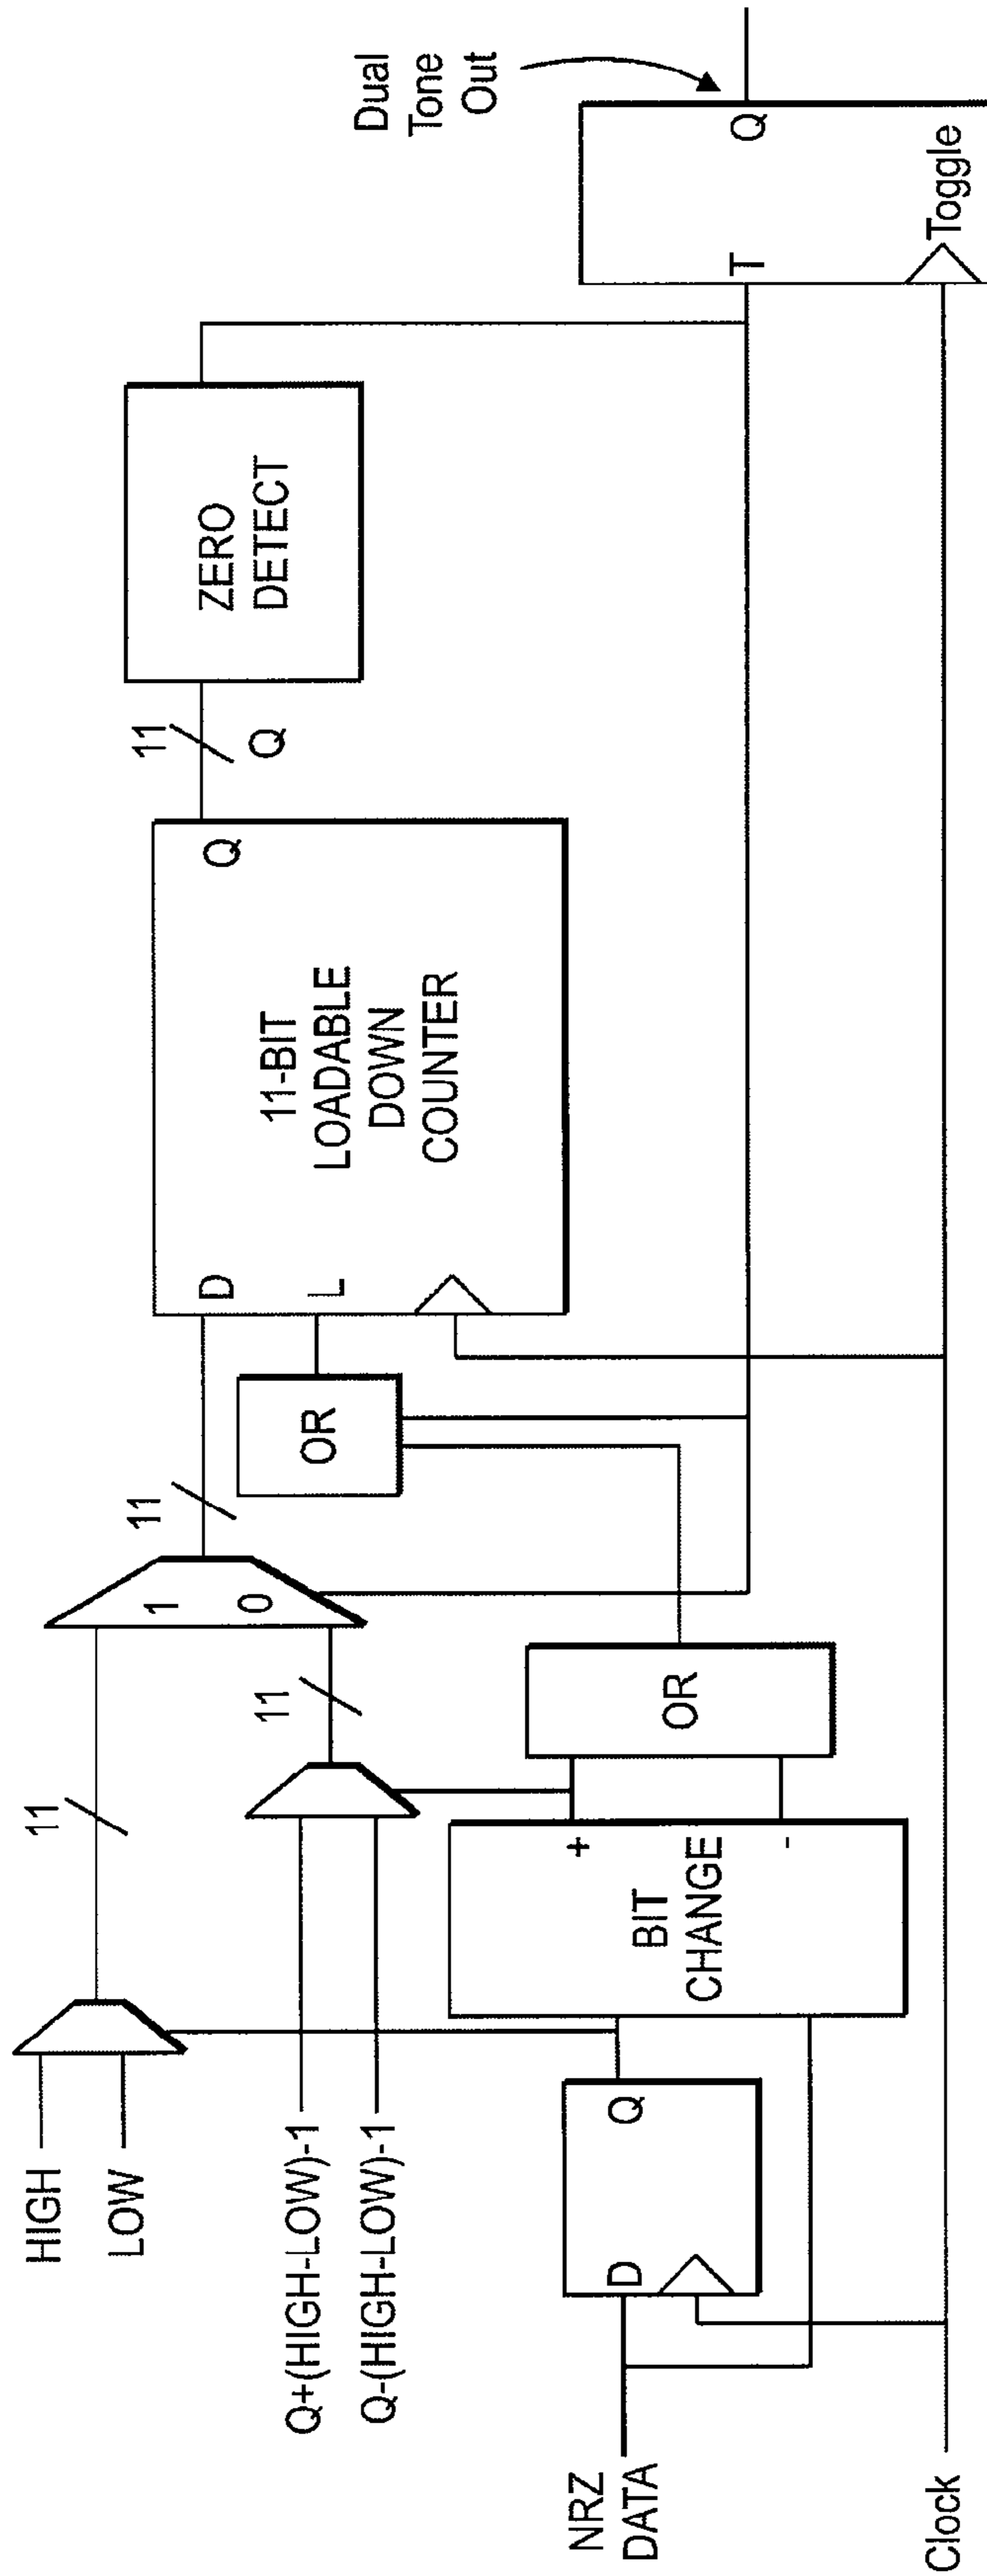 HIGH
LOW
Q+(HIGH-LOW)-1
Q-(HIGH-LOW)-1
NRZ
DATA
Clock
D
Q
11
11
BIT
CHANGE
+
-
OR
1
0
11
OR
D
L
Q
11-BIT
LOADABLE
DOWN
COUNTER
11
Q
ZERO
DETECT
Dual
Tone
Out
T
Q
Toggle